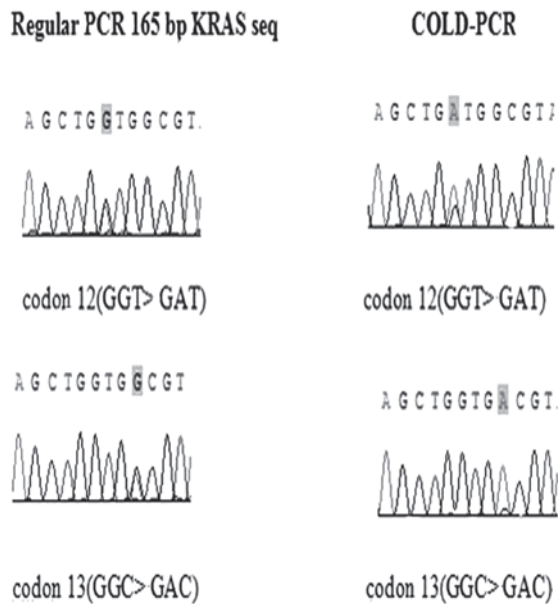 Regular PCR 165 bp KRAS seq
COLD-PCR
A G C T G G T G G C G T
A G C T G A T G G C G T A
codon 12(GGT> GAT)
codon 12(GGT> GAT)
A G C T G G T G G C G T
A G C T G G T G A C G T
codon 13(GGC> GAC)
codon 13(GGC> GAC)